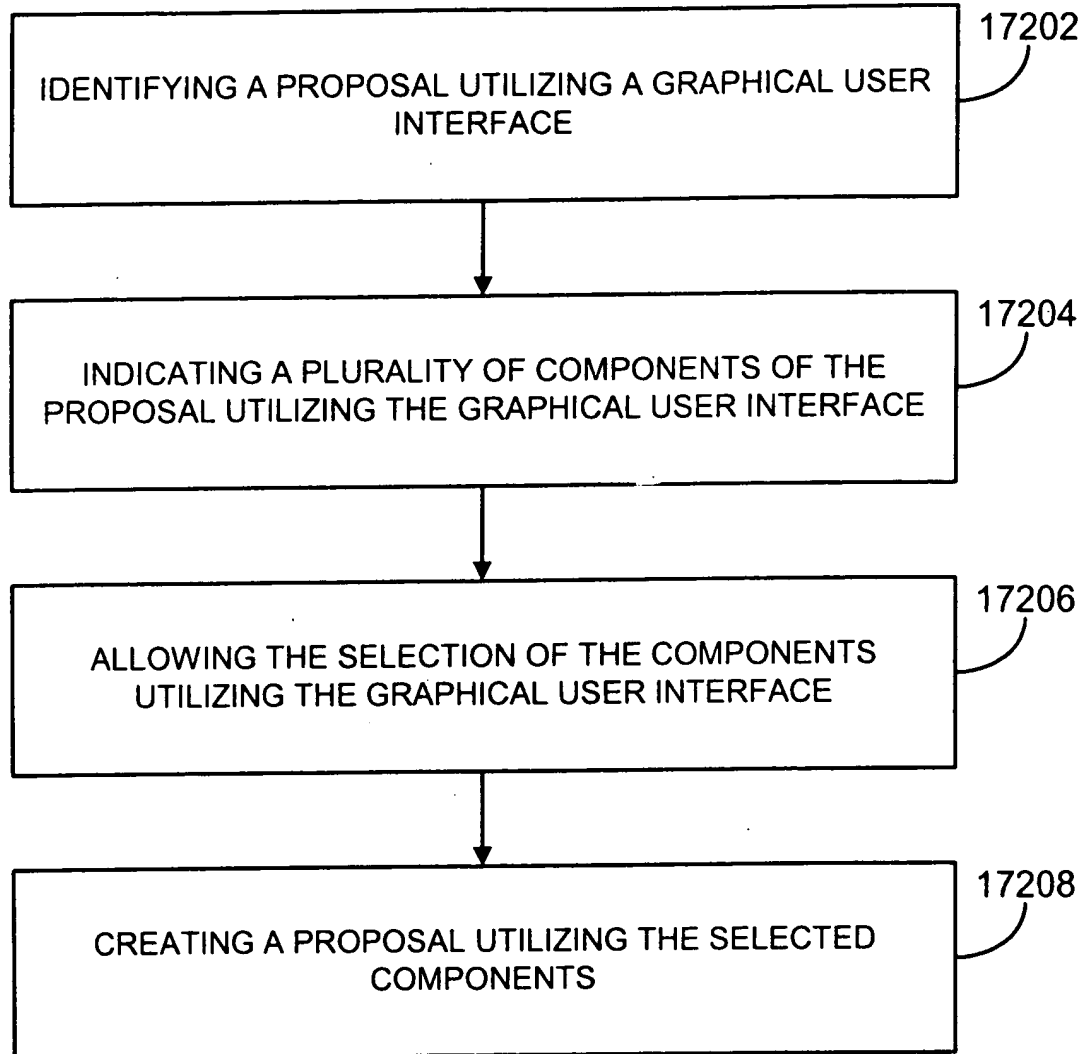 17202
IDENTIFYING A PROPOSAL UTILIZING A GRAPHICAL USER
INTERFACE
17204
INDICATING A PLURALITY OF COMPONENTS OF THE
PROPOSAL UTILIZING THE GRAPHICAL USER INTERFACE
17206
ALLOWING THE SELECTION OF THE COMPONENTS
UTILIZING THE GRAPHICAL USER INTERFACE
17208
CREATING A PROPOSAL UTILIZING THE SELECTED
COMPONENTS